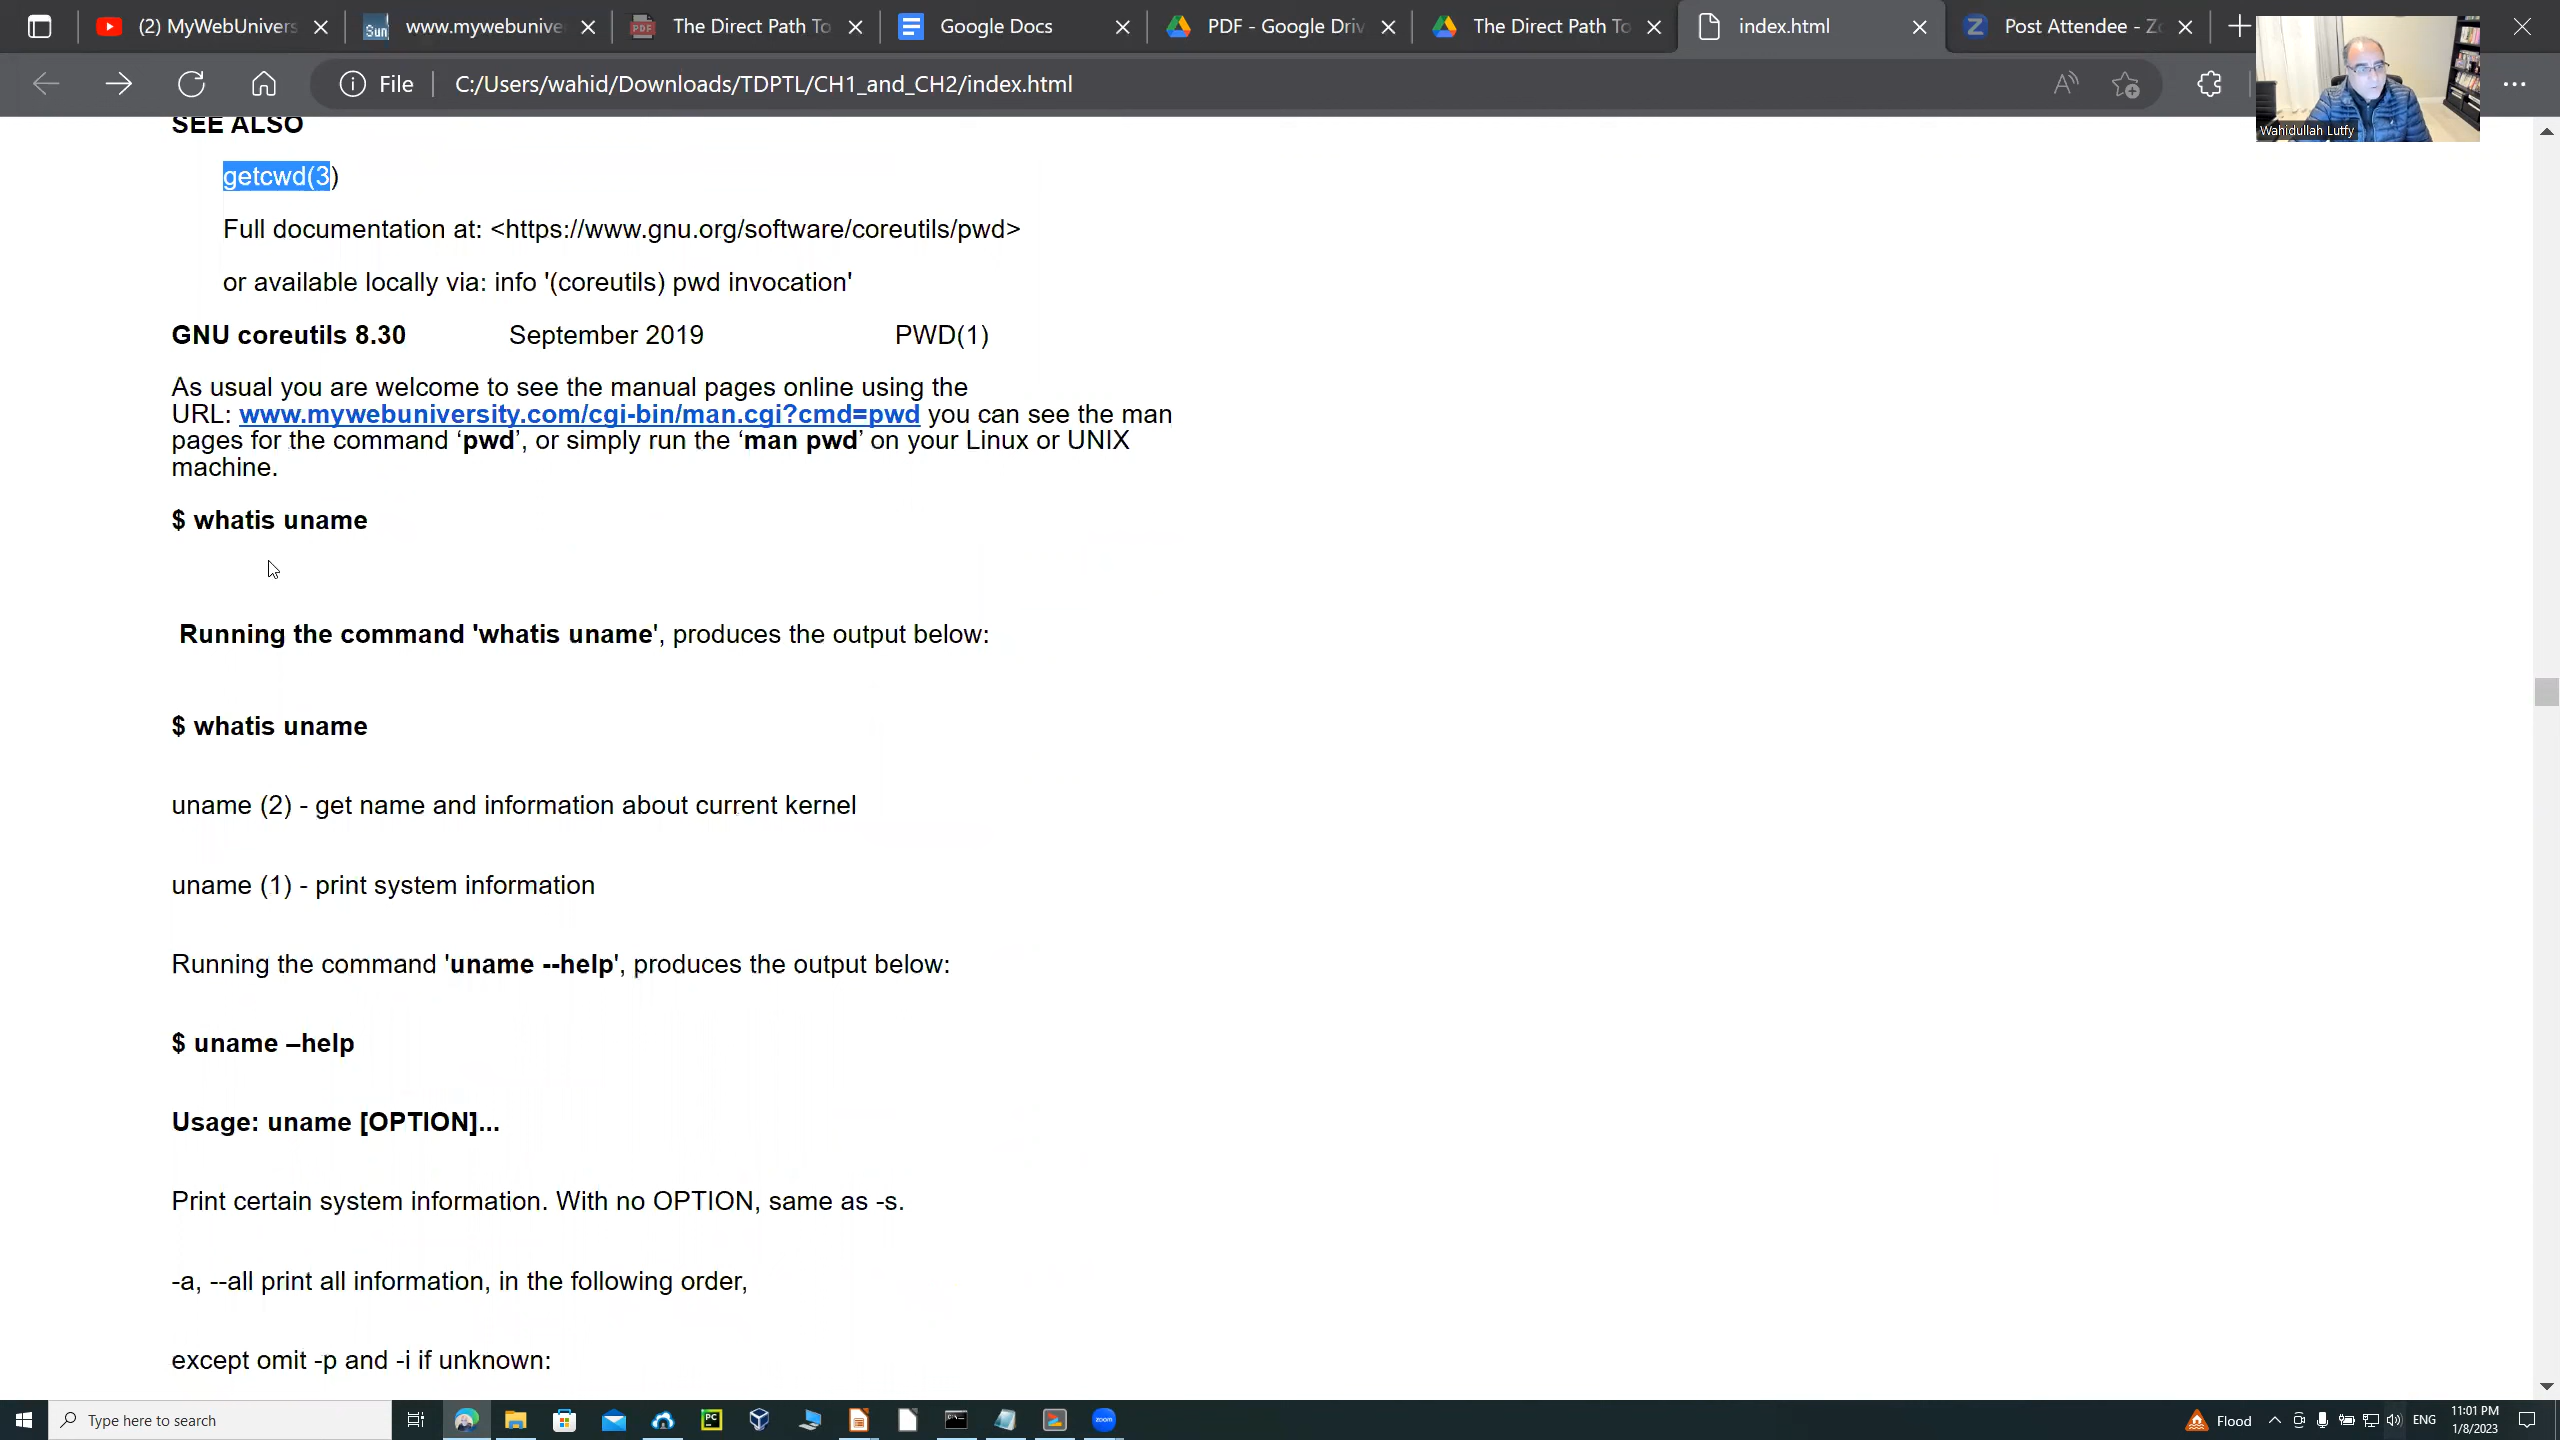 (2) MyWebUnivers
www.mywebunive
The Direct Path To
Google Docs
PDF - Google Driv
The Direct Path To
index.html
Post Attendee - Zo
File
C:/Users/wahid/Downloads/TDPTL/CH1_and_CH2/index.html
Wahidullah Lutfy
SEE ALSO
getcwd(3)
Full documentation at: <https://www.gnu.org/software/coreutils/pwd>
or available locally via: info '(coreutils) pwd invocation'
GNU coreutils 8.30 September 2019 PWD(1)
As usual you are welcome to see the manual pages online using the
URL: www.mywebuniversity.com/cgi-bin/man.cgi?cmd=pwd you can see the man
pages for the command ‘pwd’, or simply run the ‘man pwd’ on your Linux or UNIX
machine.
$ whatis uname
Running the command 'whatis uname', produces the output below:
$ whatis uname
uname (2) - get name and information about current kernel
uname (1) - print system information
Running the command 'uname --help', produces the output below:
$ uname –help
Usage: uname [OPTION]...
Print certain system information. With no OPTION, same as -s.
-a, --all print all information, in the following order,
except omit -p and -i if unknown:
Type here to search
Flood
ENG
11:01 PM
1/8/2023